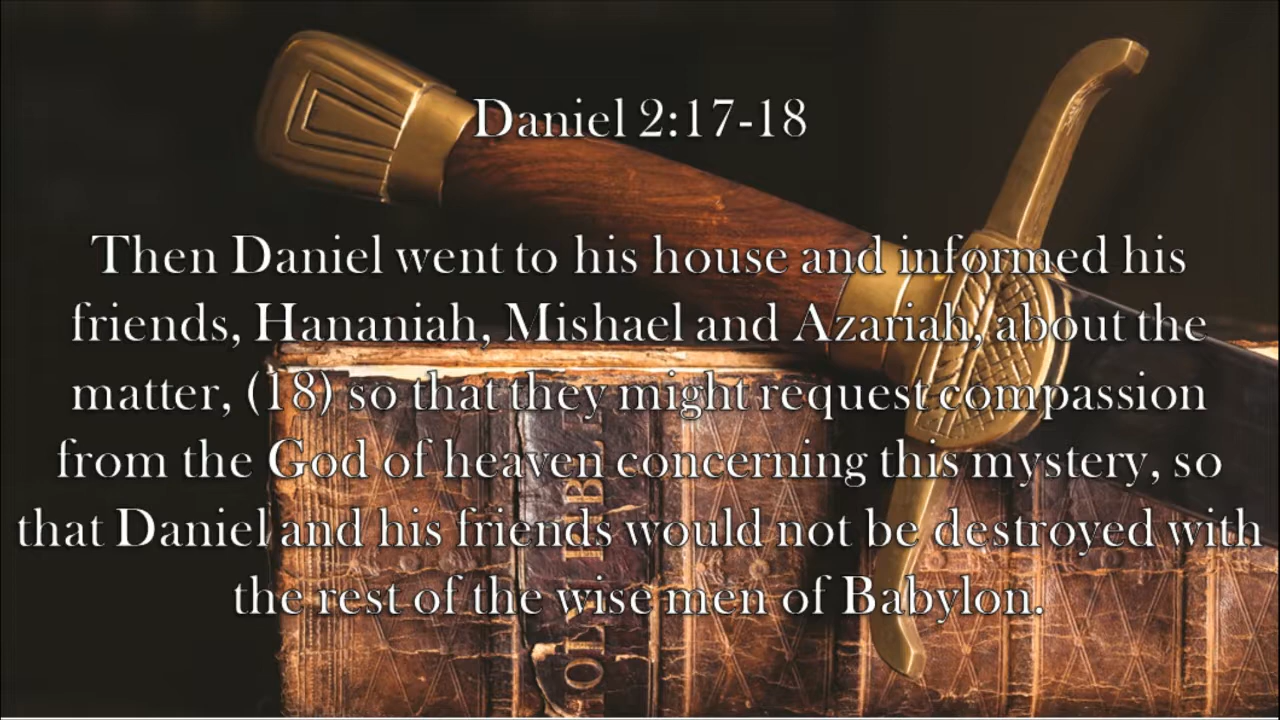 Daniel 2:17-18
Then Daniel went to his house and informed his
friends, Hananiah, Mishael and Azariah, about the
matter, (18) so that they might request compassion
from the God of heaven concerning this mystery, so
that Daniel and his friends would not be destroyed with
the rest of the wise men of Babylon.
HOLY BIBLE